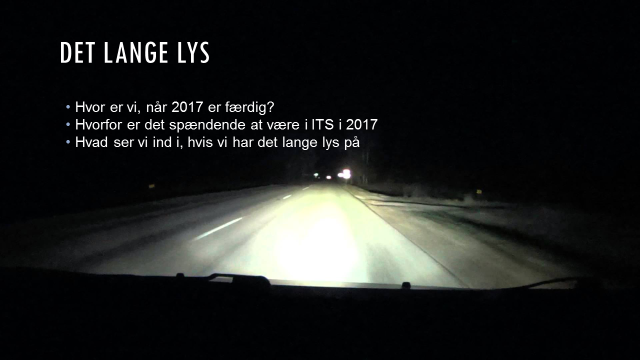 DET LANGE LYS
• Hvor er vi, når 2017 er færdig?
• Hvorfor er det spændende at være i ITS i 2017
• Hvad ser vi ind i, hvis vi har det lange lys på